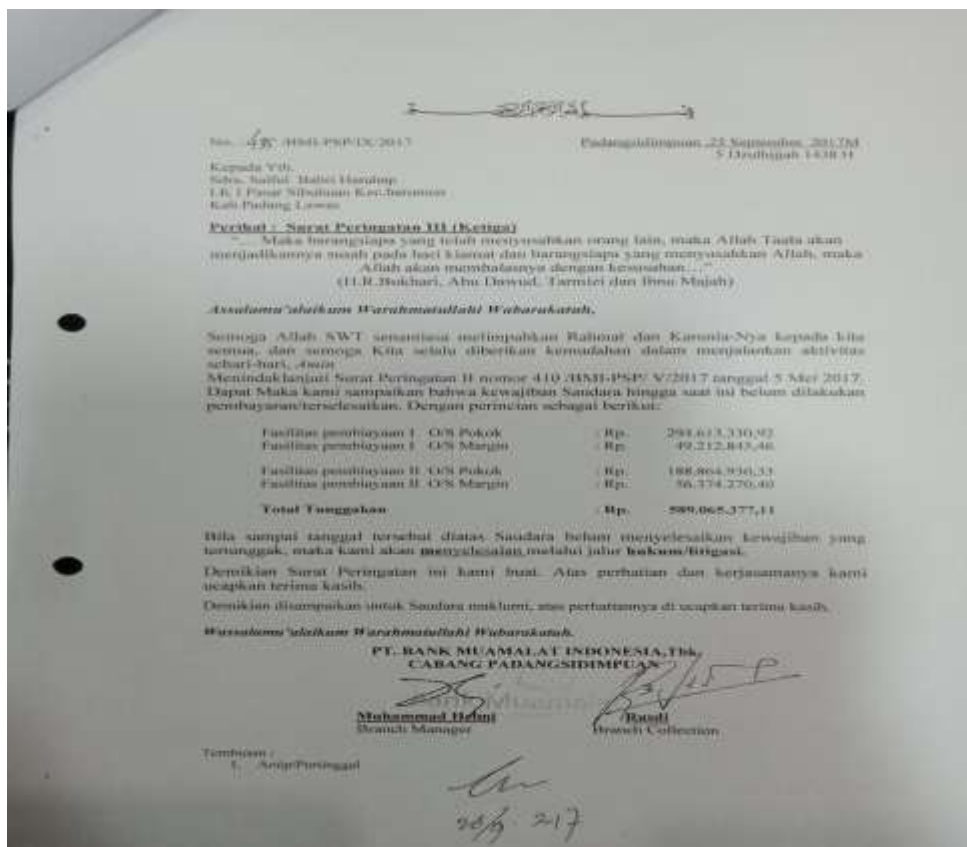 No. : /BMI-PSP/IX/2017
Padangsidimpuan, 25 September 2017M
5 Dzulhijjah 1438 H
Kepada Yth.
Sdra. Saiful Harahap
LK I Pasar Sibuhuan Kec.barumun
Kab Padang Lawas
Perihal : Surat Peringatan III (Ketiga)
"... Maka barangsiapa yang telah menyusahkan orang lain, maka Allah Taala akan
menjadikannya susah pada hari kiamat dan barangsiapa yang menyusahkan Allah, maka
Allah akan membalasnya dengan kesusahan..."
(H.R.Bukhari, Abu Dawud, Tarmizi dan Ibnu Majah)
Assalamu'alaikum Warahmatullahi Wabarakatuh,
Semoga Allah SWT senantiasa melimpahkan Rahmat dan Karunia-Nya kepada kita
semua, dan semoga Kita selalu diberikan kemudahan dalam menjalankan aktivitas
sehari-hari, Amin
Menindaklanjuti Surat Peringatan II nomor 410 /BMI-PSP/ V/2017 tanggal 5 Mei 2017.
Dapat Maka kami sampaikan bahwa kewajiban Saudara hingga saat ini belum dilakukan
pembayaran/terselesaikan. Dengan perincian sebagai berikut:
Fasilitas pembiayaan I O/S Pokok : Rp. 294.613.330,92
Fasilitas pembiayaan I O/S Margin : Rp. 49.212.843,46
Fasilitas pembiayaan II O/S Pokok : Rp. 188.864.930,33
Fasilitas pembiayaan II O/S Margin : Rp. 56.374.270,40
Total Tunggakan : Rp. 589.065.377,11
Bila sampai tanggal tersebut diatas Saudara belum menyelesaikan kewajiban yang
tertunggak, maka kami akan menyelesaian melalui jalur hukum/litigasi.
Demikian Surat Peringatan ini kami buat. Atas perhatian dan kerjasamanya kami
ucapkan terima kasih.
Demikian disampaikan untuk Saudara maklumi, atas perhatiannya di ucapkan terima kasih.
Wassalamu'alaikum Warahmatullahi Wabarakatuh.
PT. BANK MUAMALAT INDONESIA,Tbk,
CABANG PADANGSIDIMPUAN
Muhammad Helmi
Branch Manager
Rusdi
Branch Collection
Tembusan :
1. Arsip/Pertinggal